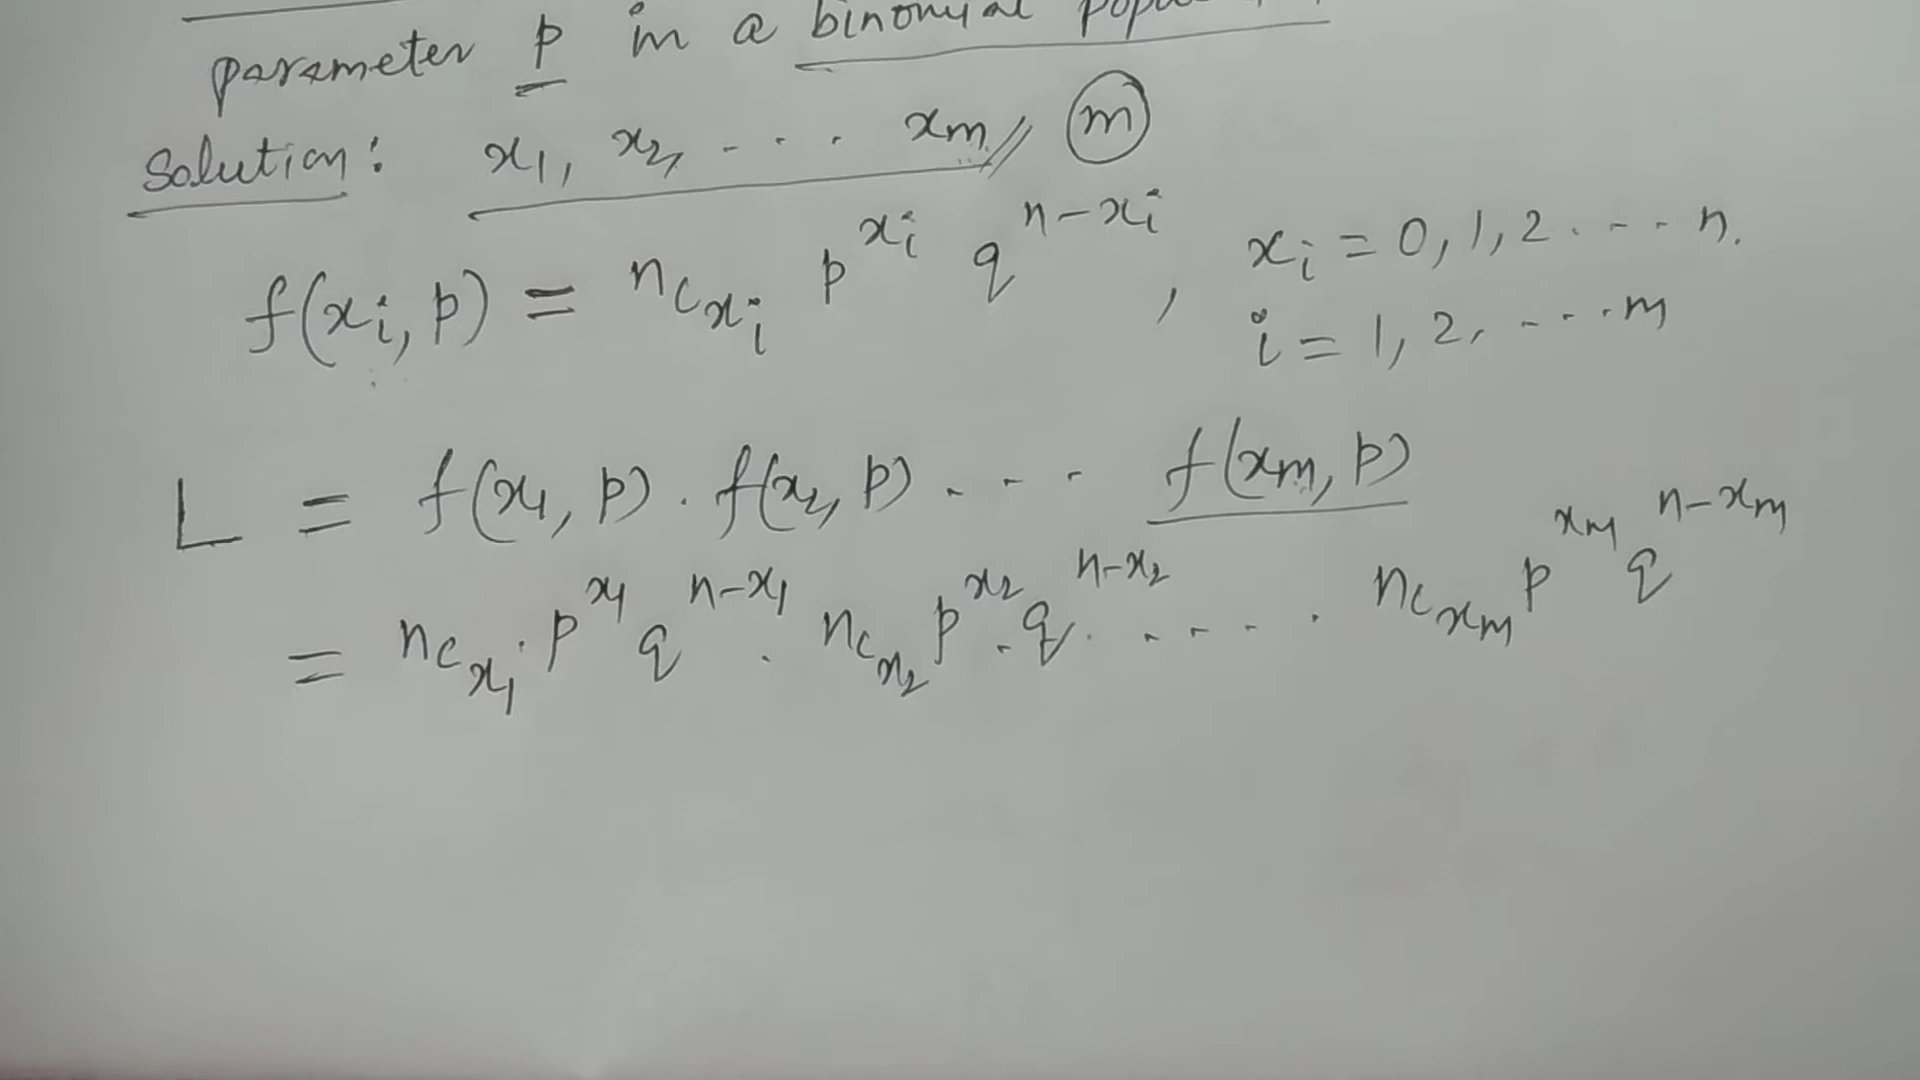 parameter p in a binomial
Solution: x₁, x₂, - - - . xₘ // m
f(xᵢ, p) = nCxᵢ p^xᵢ q^(n-xᵢ), xᵢ = 0, 1, 2 . - - - n.
i = 1, 2, - - - . m
L = f(x₁, p) . f(x₂, p) . - - - f(xₘ, p)
= nCx₁ . p^x₁ q^(n-x₁) . nCx₂ p^x₂ . q^(n-x₂) . - - - - . nCxₘ p^xₘ q^(n-xₘ)